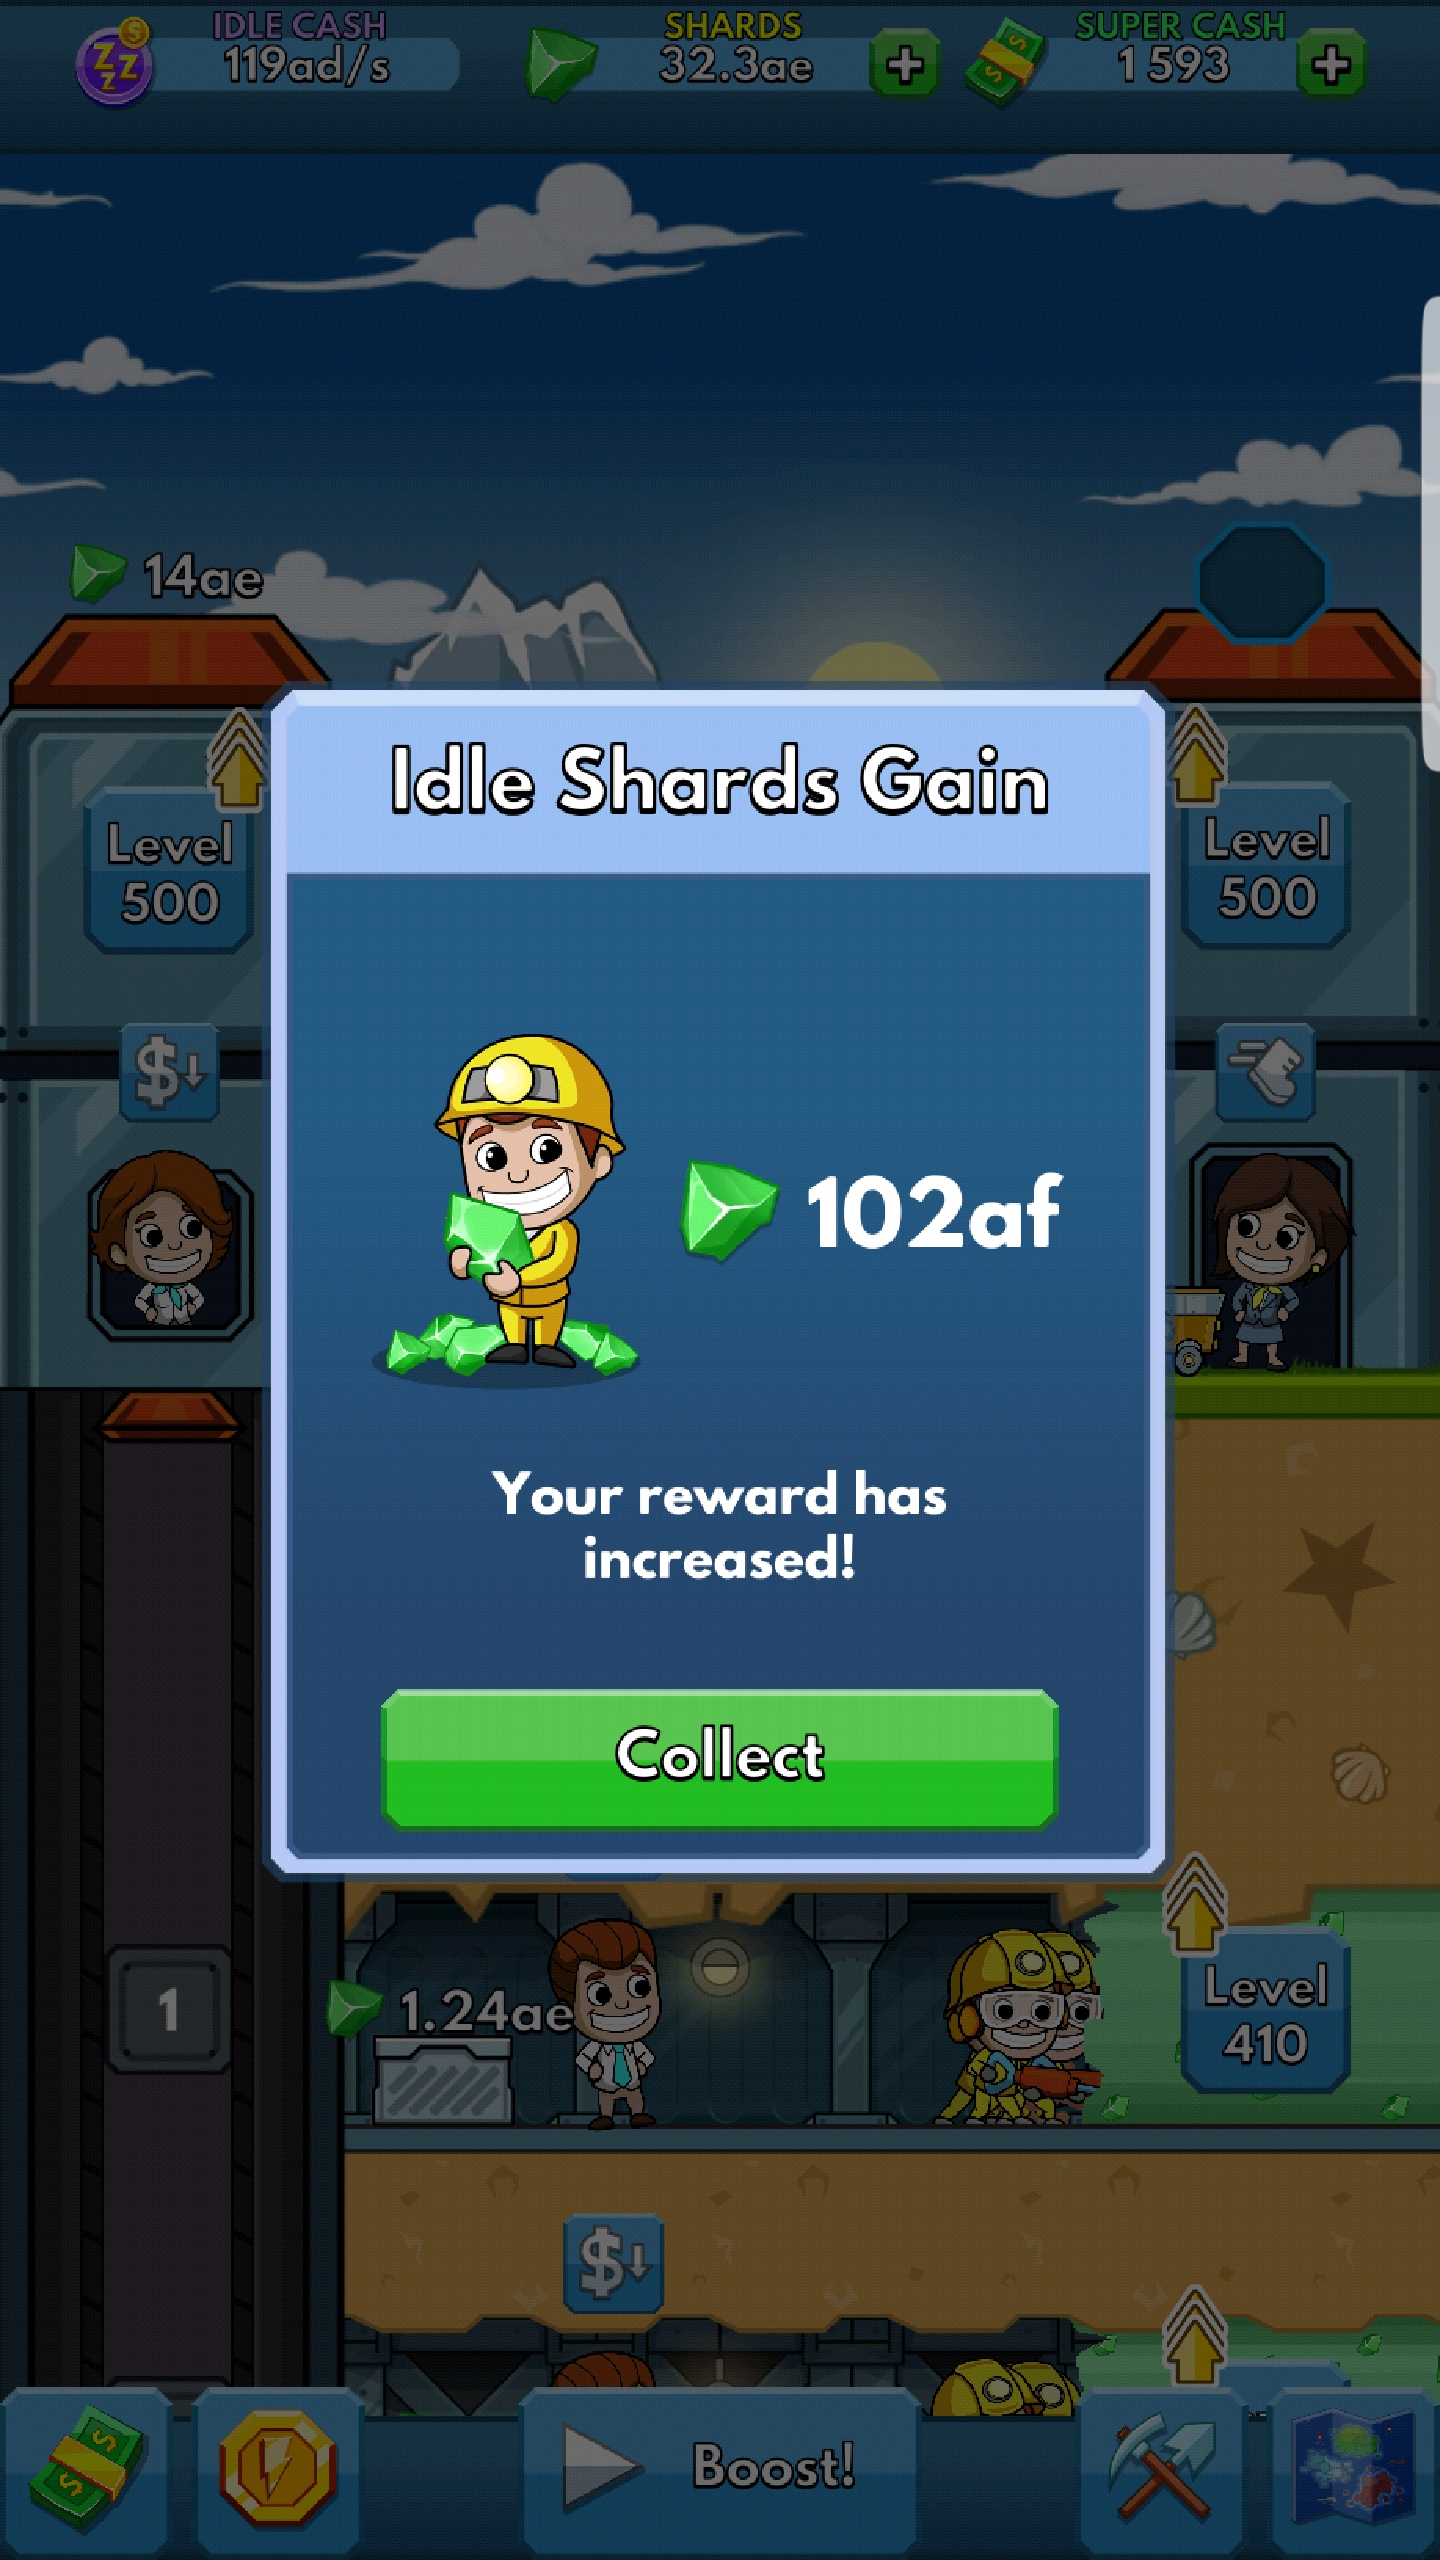 IDLE CASH
119ad/s
SHARDS
32.3ae
SUPER CASH
1 593
14ae
Level
500
Level
500
Idle Shards Gain
102af
Your reward has
increased!
Collect
1
1.24ae
Level
410
Boost!